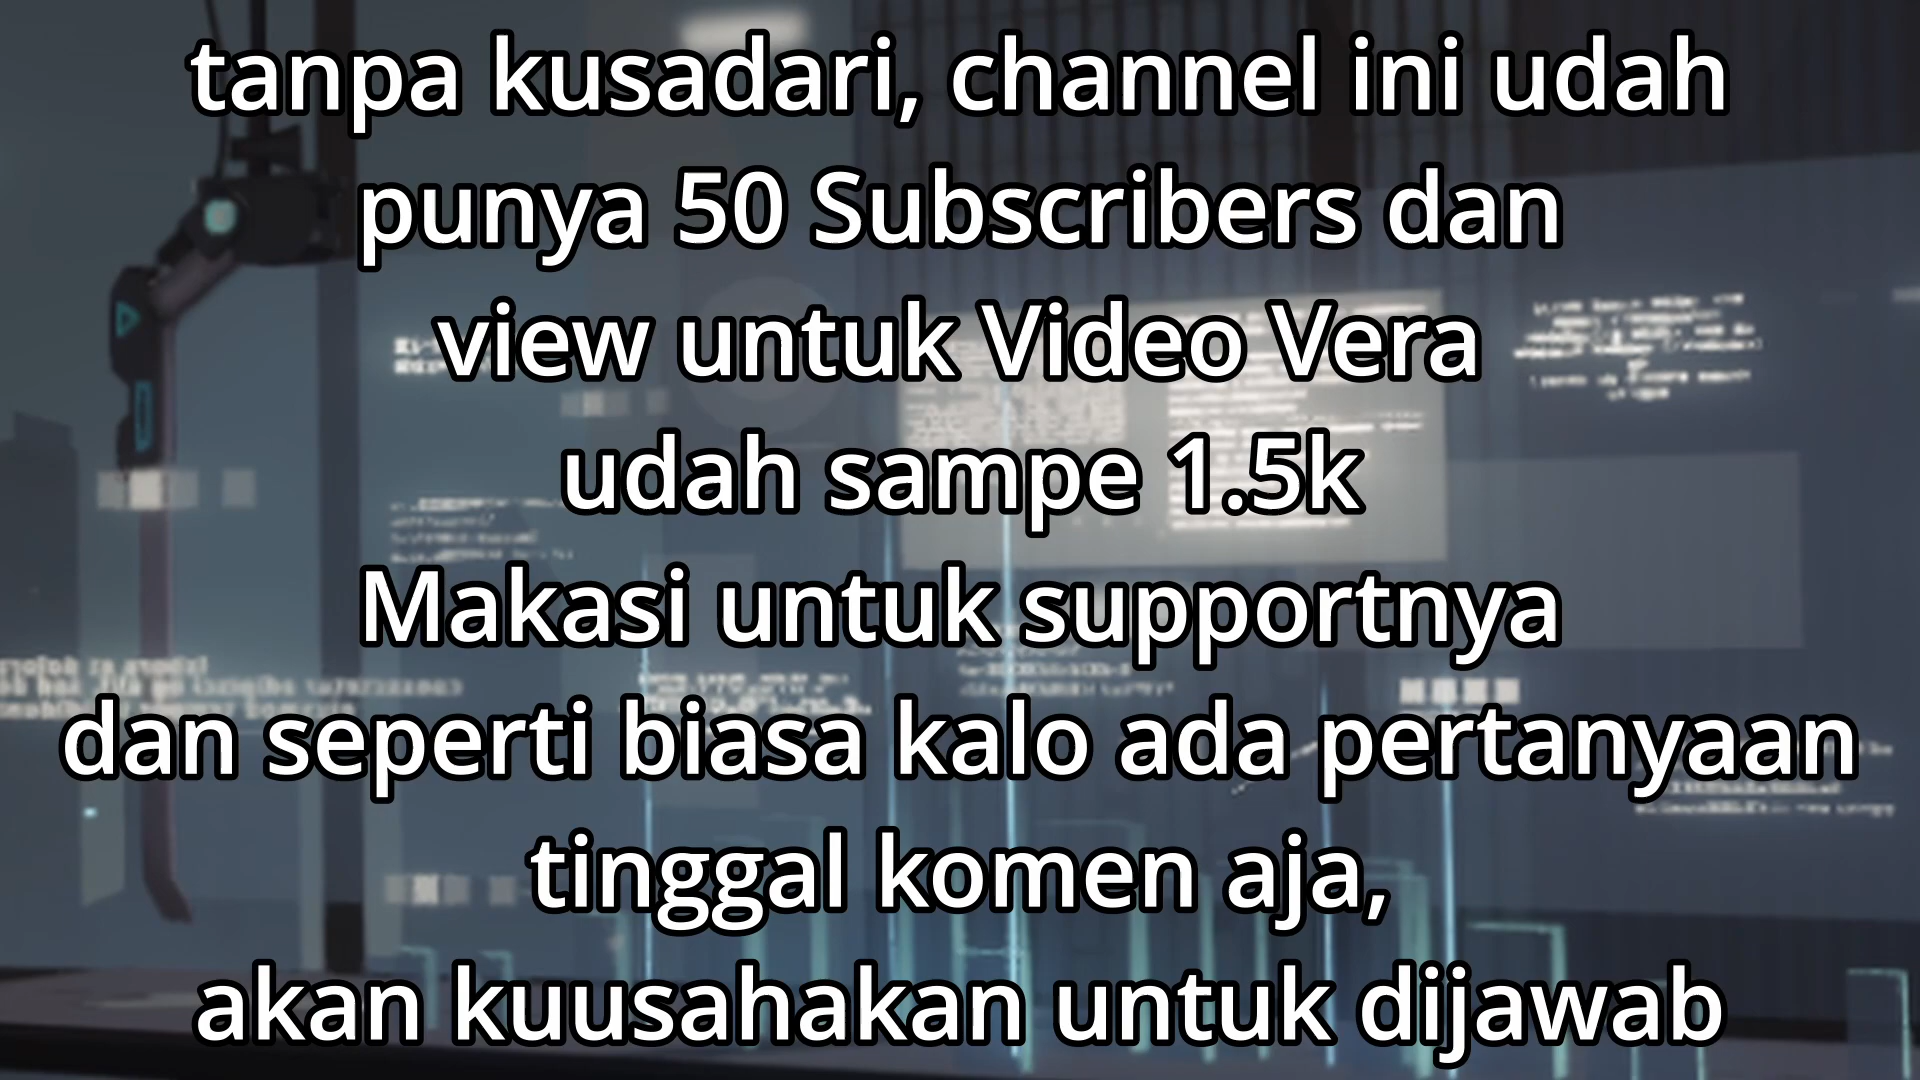 tanpa kusadari, channel ini udah
punya 50 Subscribers dan
view untuk Video Vera
udah sampe 1.5k
Makasi untuk supportnya
dan seperti biasa kalo ada pertanyaan
tinggal komen aja,
akan kuusahakan untuk dijawab